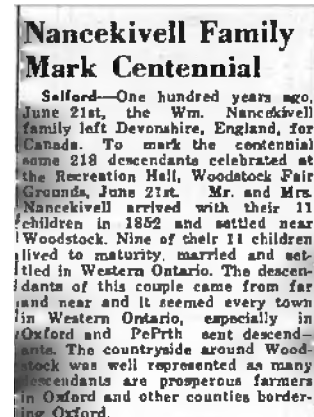 Nancekivell Family
Mark Centennial
Salford—One hundred years ago,
June 21st, the Wm. Nancekivell
family left Devonshire, England, for
Canada. To mark the centennial
some 218 descendants celebrated at
the Recreation Hall, Woodstock Fair
Grounds, June 21st. Mr. and Mrs.
Nancekivell arrived with their 11
children in 1852 and settled near
Woodstock. Nine of their 11 children
lived to maturity, married and set-
tled in Western Ontario. The descen-
dants of this couple came from far
and near and it seemed every town
in Western Ontario, especially in
Oxford and PePrth sent descend-
ants. The countryside around Wood-
stock was well represented as many
descendants are prosperous farmers
in Oxford and other counties border-
ing Oxford.